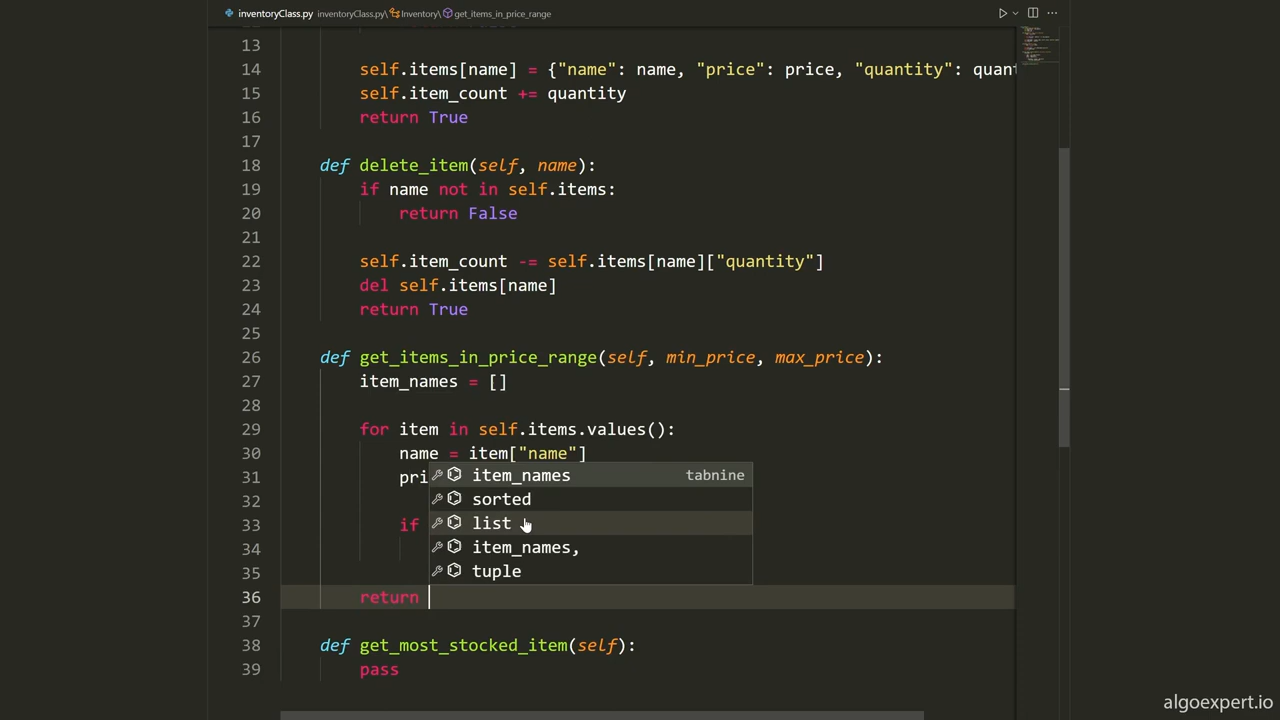 inventoryClass.py inventoryClass.py\Inventory\get_items_in_price_range
13
14 self.items[name] = {"name": name, "price": price, "quantity": quant
15 self.item_count += quantity
16 return True
17
18 def delete_item(self, name):
19 if name not in self.items:
20 return False
21
22 self.item_count -= self.items[name]["quantity"]
23 del self.items[name]
24 return True
25
26 def get_items_in_price_range(self, min_price, max_price):
27 item_names = []
28
29 for item in self.items.values():
30 name = item["name"]
31 pri item_names tabnine
32 sorted
33 if list
34 item_names,
35 tuple
36 return
37
38 def get_most_stocked_item(self):
39 pass
algoexpert.io